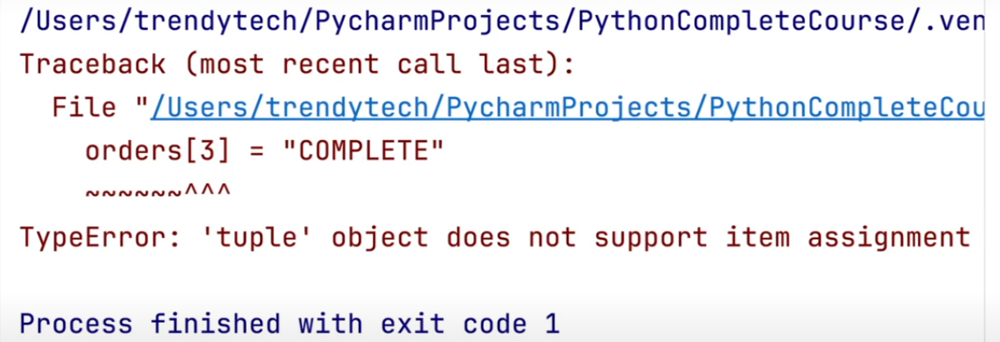 /Users/trendytech/PycharmProjects/PythonCompleteCourse/.ven
Traceback (most recent call last):
  File "/Users/trendytech/PycharmProjects/PythonCompleteCou
    orders[3] = "COMPLETE"
    ~~~~~~^^^
TypeError: 'tuple' object does not support item assignment
Process finished with exit code 1